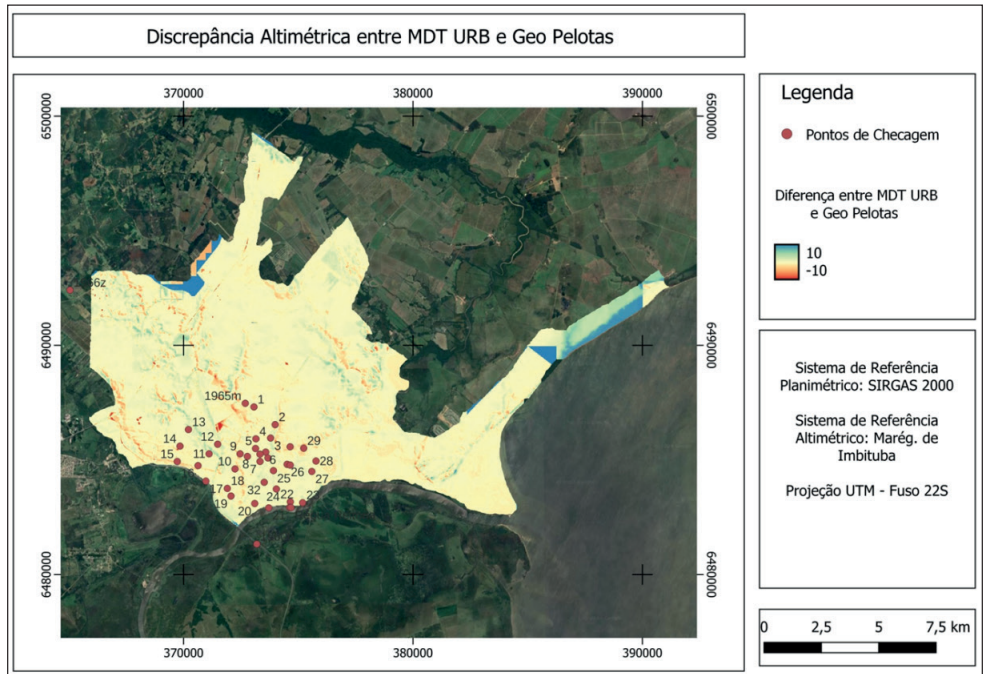 Discrepância Altimétrica entre MDT URB e Geo Pelotas
370000 380000 390000
6500000 6500000
6490000 6490000
6480000 6480000
1965m 1
2
13 4
14 12 5 3 29
9
15 11 6 28
10 8 7 26 27
25
17 18 32
19 24 22
20
370000 380000 390000
Legenda
Pontos de Checagem
Diferença entre MDT URB
e Geo Pelotas
10
-10
Sistema de Referência
Planimétrico: SIRGAS 2000
Sistema de Referência
Altimétrico: Marég. de
Imbituba
Projeção UTM - Fuso 22S
0 2,5 5 7,5 km